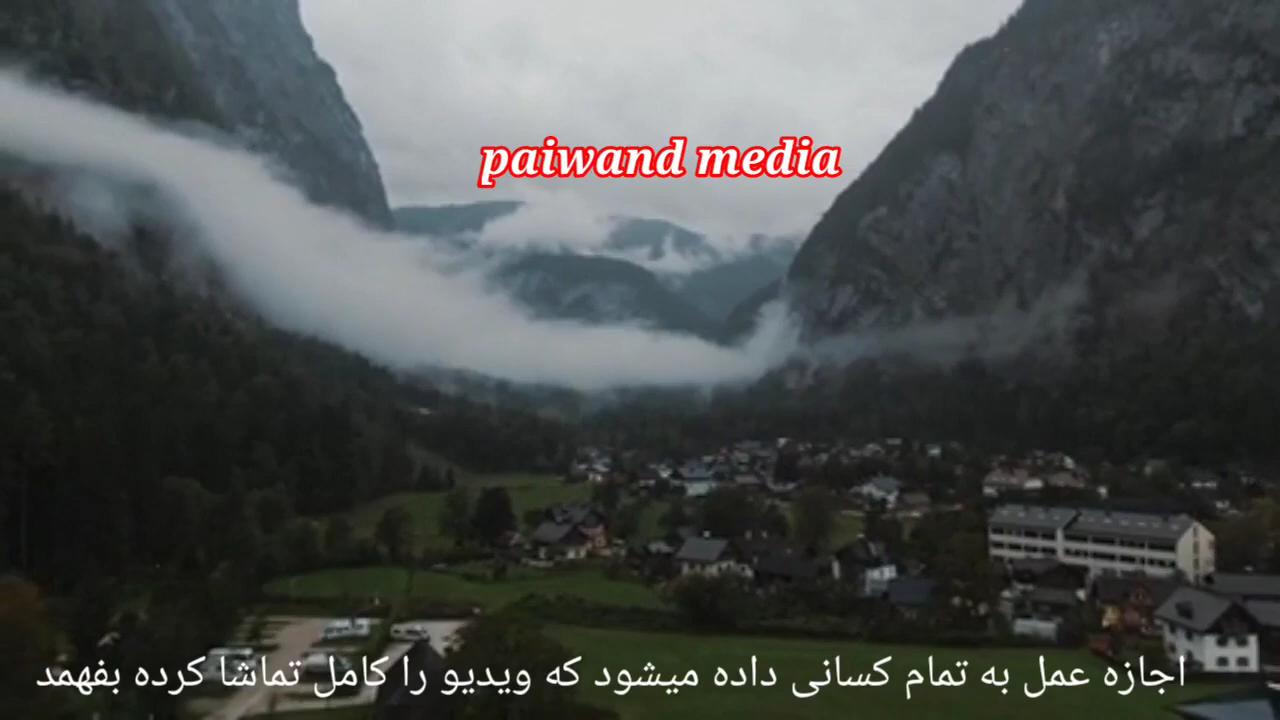 paiwand media
اجازه عمل به تمام کسانی داده میشود که ویدیو را کامل تماشا کرده بفهمد